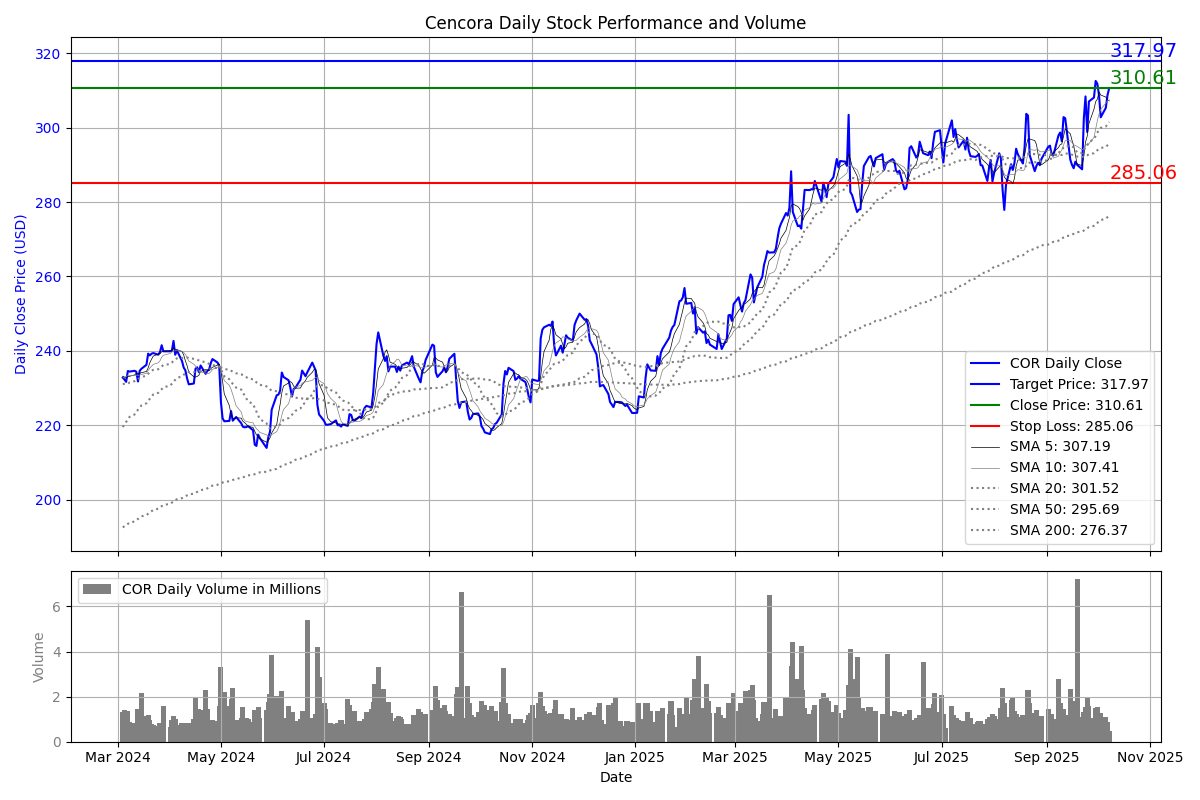 Cencora Daily Stock Performance and Volume
320
300
280
260
240
220
200
Daily Close Price (USD)
317.97
310.61
285.06
COR Daily Close
Target Price: 317.97
Close Price: 310.61
Stop Loss: 285.06
SMA 5: 307.19
SMA 10: 307.41
SMA 20: 301.52
SMA 50: 295.69
SMA 200: 276.37
COR Daily Volume in Millions
6
4
2
0
Volume
Mar 2024 May 2024 Jul 2024 Sep 2024 Nov 2024 Jan 2025 Mar 2025 May 2025 Jul 2025 Sep 2025 Nov 2025
Date